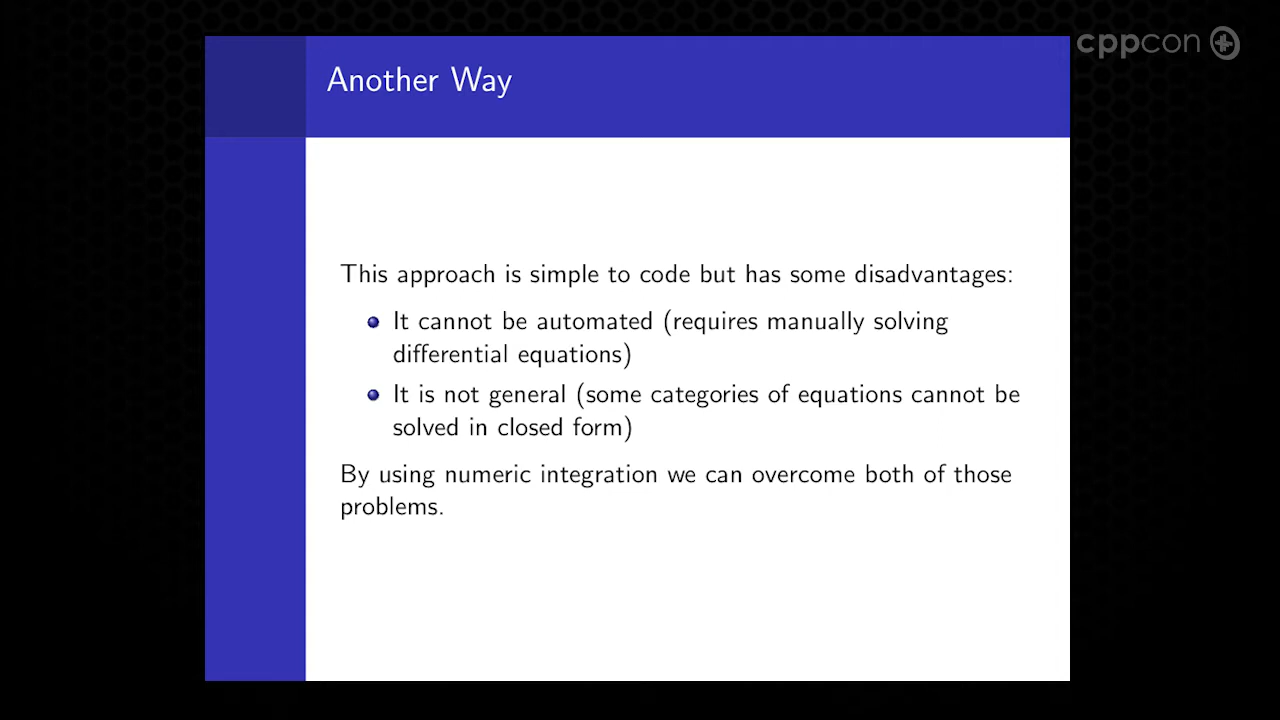 cppcon
Another Way
This approach is simple to code but has some disadvantages:
It cannot be automated (requires manually solving
differential equations)
It is not general (some categories of equations cannot be
solved in closed form)
By using numeric integration we can overcome both of those
problems.